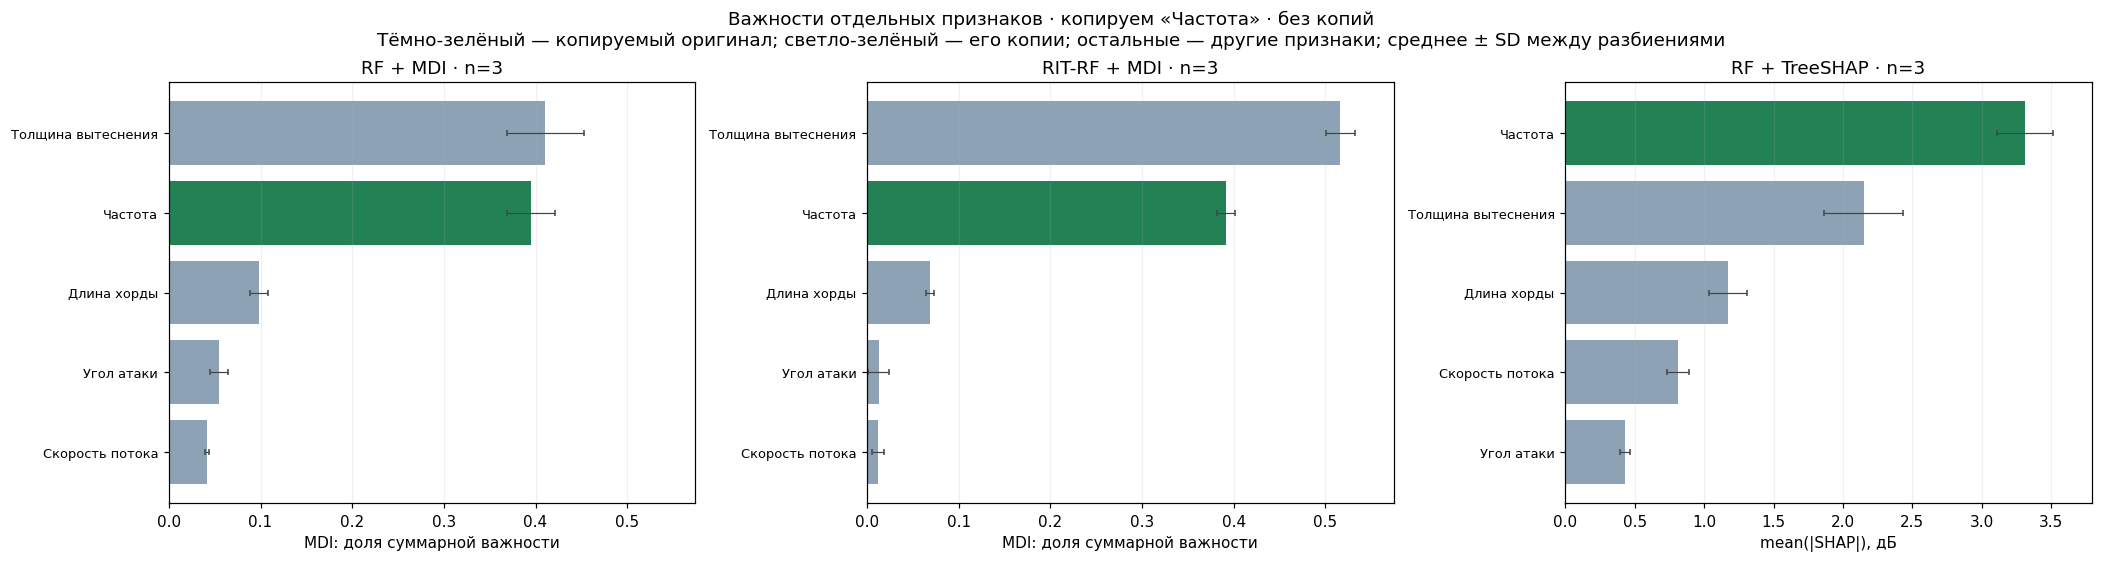 Важности отдельных признаков · копируем «Частота» · без копий
Тёмно-зелёный — копируемый оригинал; светло-зелёный — его копии; остальные — другие признаки; среднее ± SD между разбиениями
RF + MDI · n=3
Толщина вытеснения
Частота
Длина хорды
Угол атаки
Скорость потока
0.0 0.1 0.2 0.3 0.4 0.5
MDI: доля суммарной важности
RIT-RF + MDI · n=3
Толщина вытеснения
Частота
Длина хорды
Угол атаки
Скорость потока
0.0 0.1 0.2 0.3 0.4 0.5
MDI: доля суммарной важности
RF + TreeSHAP · n=3
Частота
Толщина вытеснения
Длина хорды
Скорость потока
Угол атаки
0.0 0.5 1.0 1.5 2.0 2.5 3.0 3.5
mean(|SHAP|), дБ